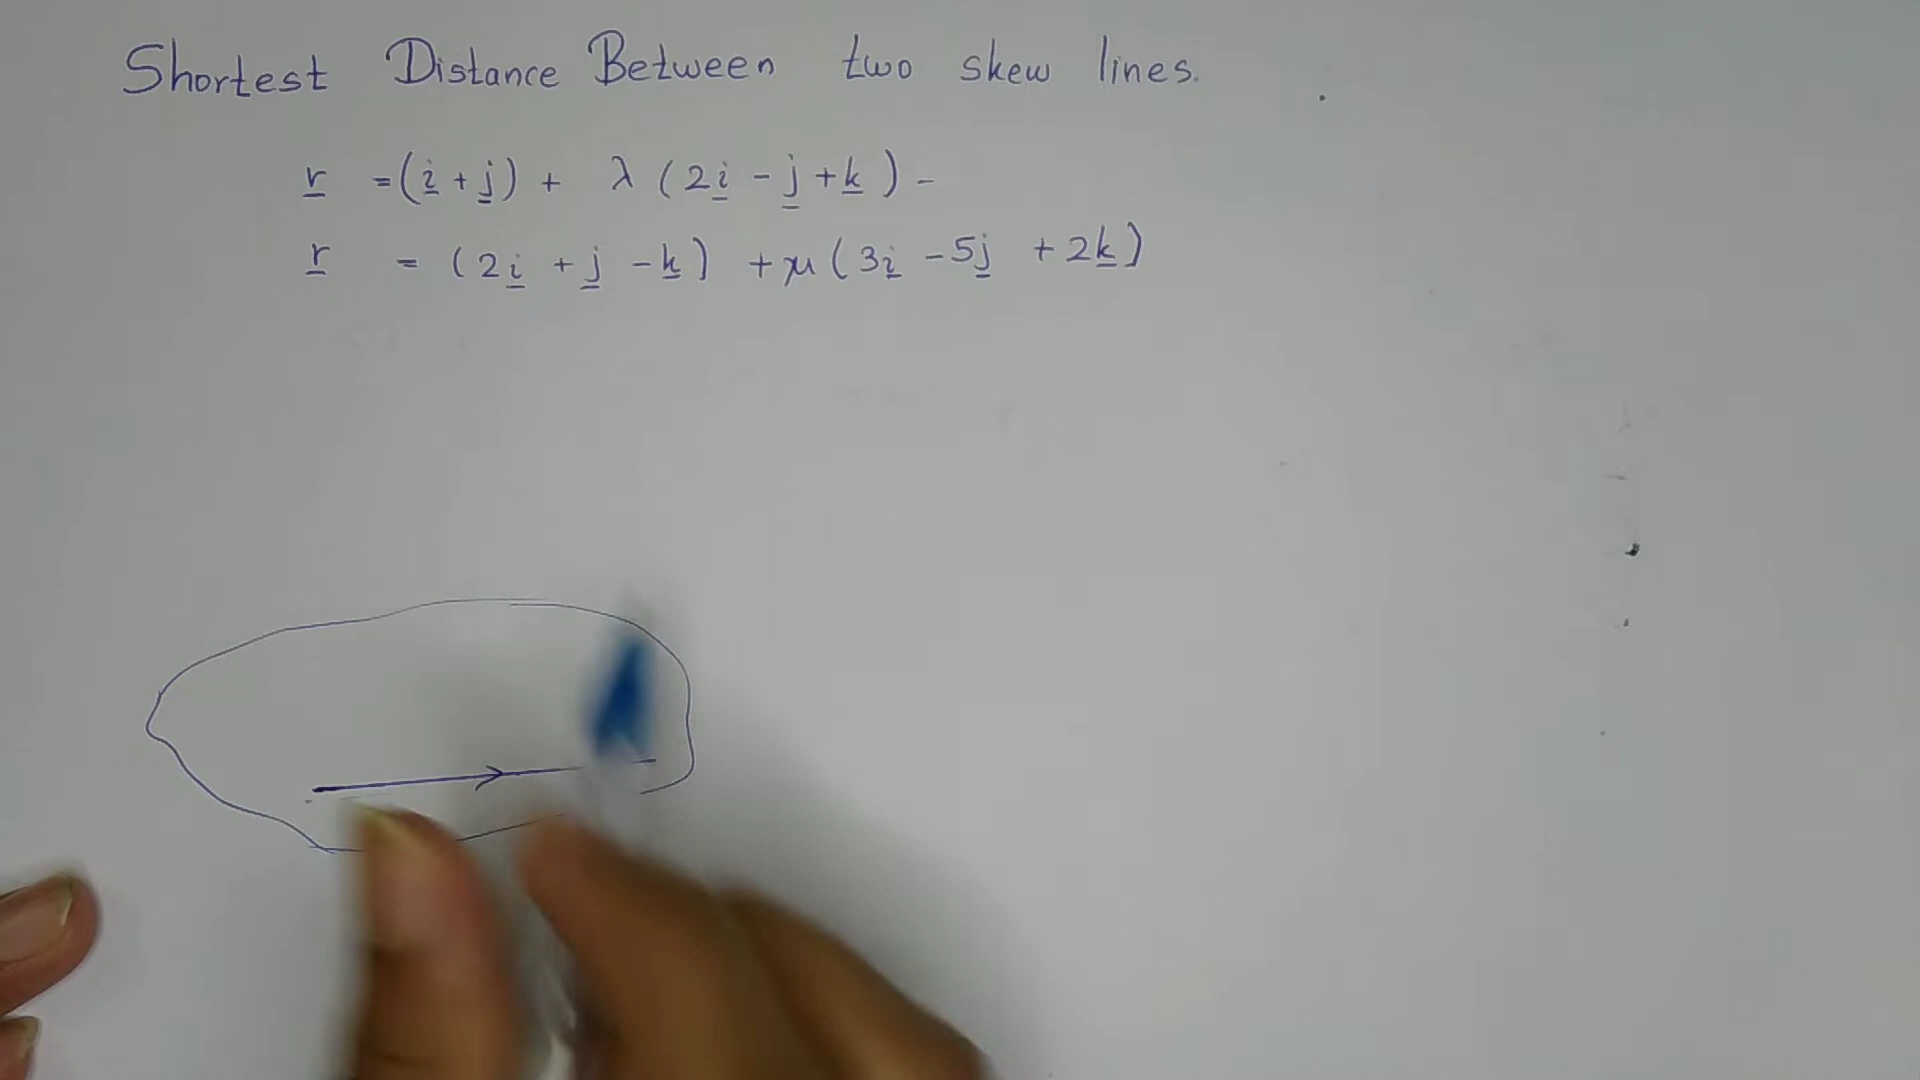 Shortest Distance Between two skew lines.
r = (i + j) + λ (2i - j + k) -
r = (2i + j - k) + μ (3i - 5j + 2k)